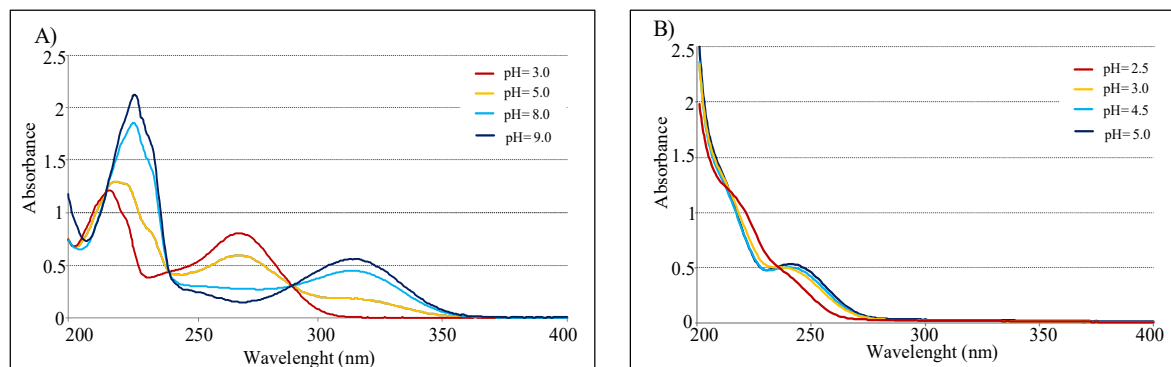 A)
2.5
2
1.5
1
0.5
0
200
250
300
350
400
Absorbance
Wavelenght (nm)
pH= 3.0
pH= 5.0
pH= 8.0
pH= 9.0
B)
2.5
2
1.5
1
0.5
0
200
250
300
350
400
Absorbance
Wavelenght (nm)
pH= 2.5
pH= 3.0
pH= 4.5
pH= 5.0